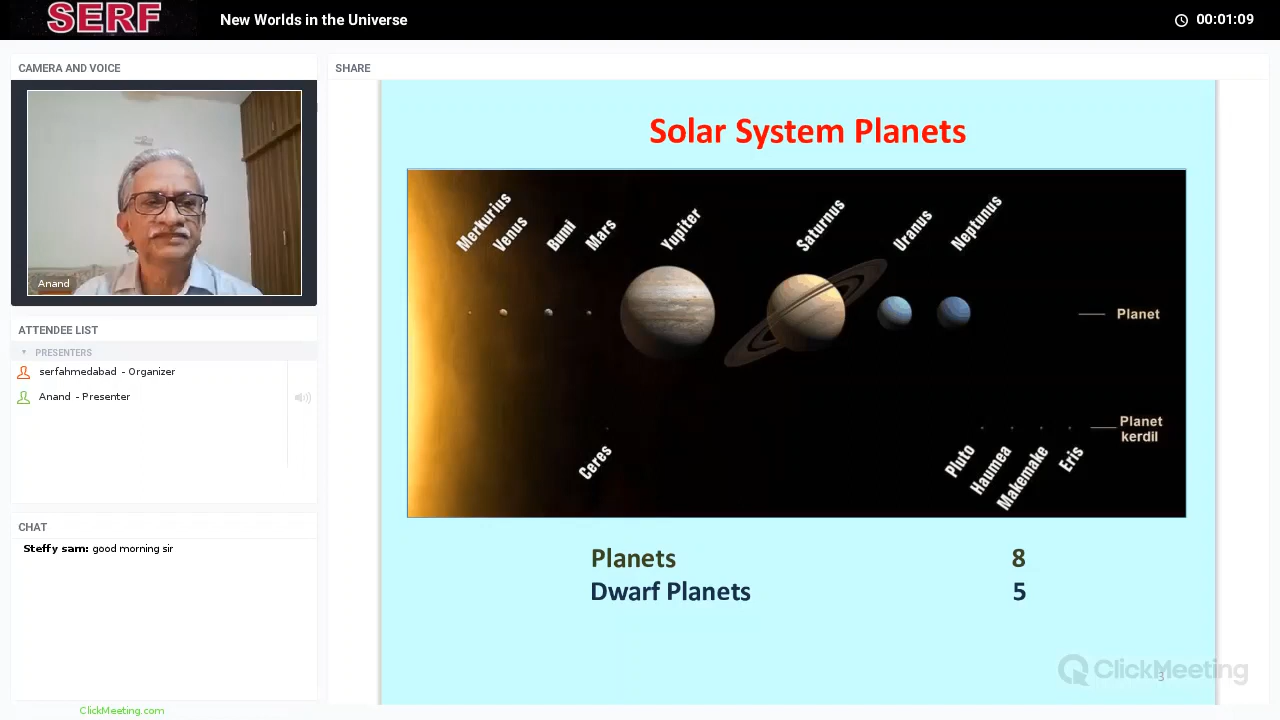 SERF
New Worlds in the Universe
00:01:09
CAMERA AND VOICE
Anand
ATTENDEE LIST
PRESENTERS
serfahmedabad - Organizer
Anand - Presenter
CHAT
Steffy sam: good morning sir
ClickMeeting.com
SHARE
Solar System Planets
Merkurius
Venus
Bumi
Mars
Yupiter
Saturnus
Uranus
Neptunus
Planet
Ceres
Pluto
Haumea
Makemake
Eris
Planet
kerdil
Planets 8
Dwarf Planets 5
ClickMeeting
3